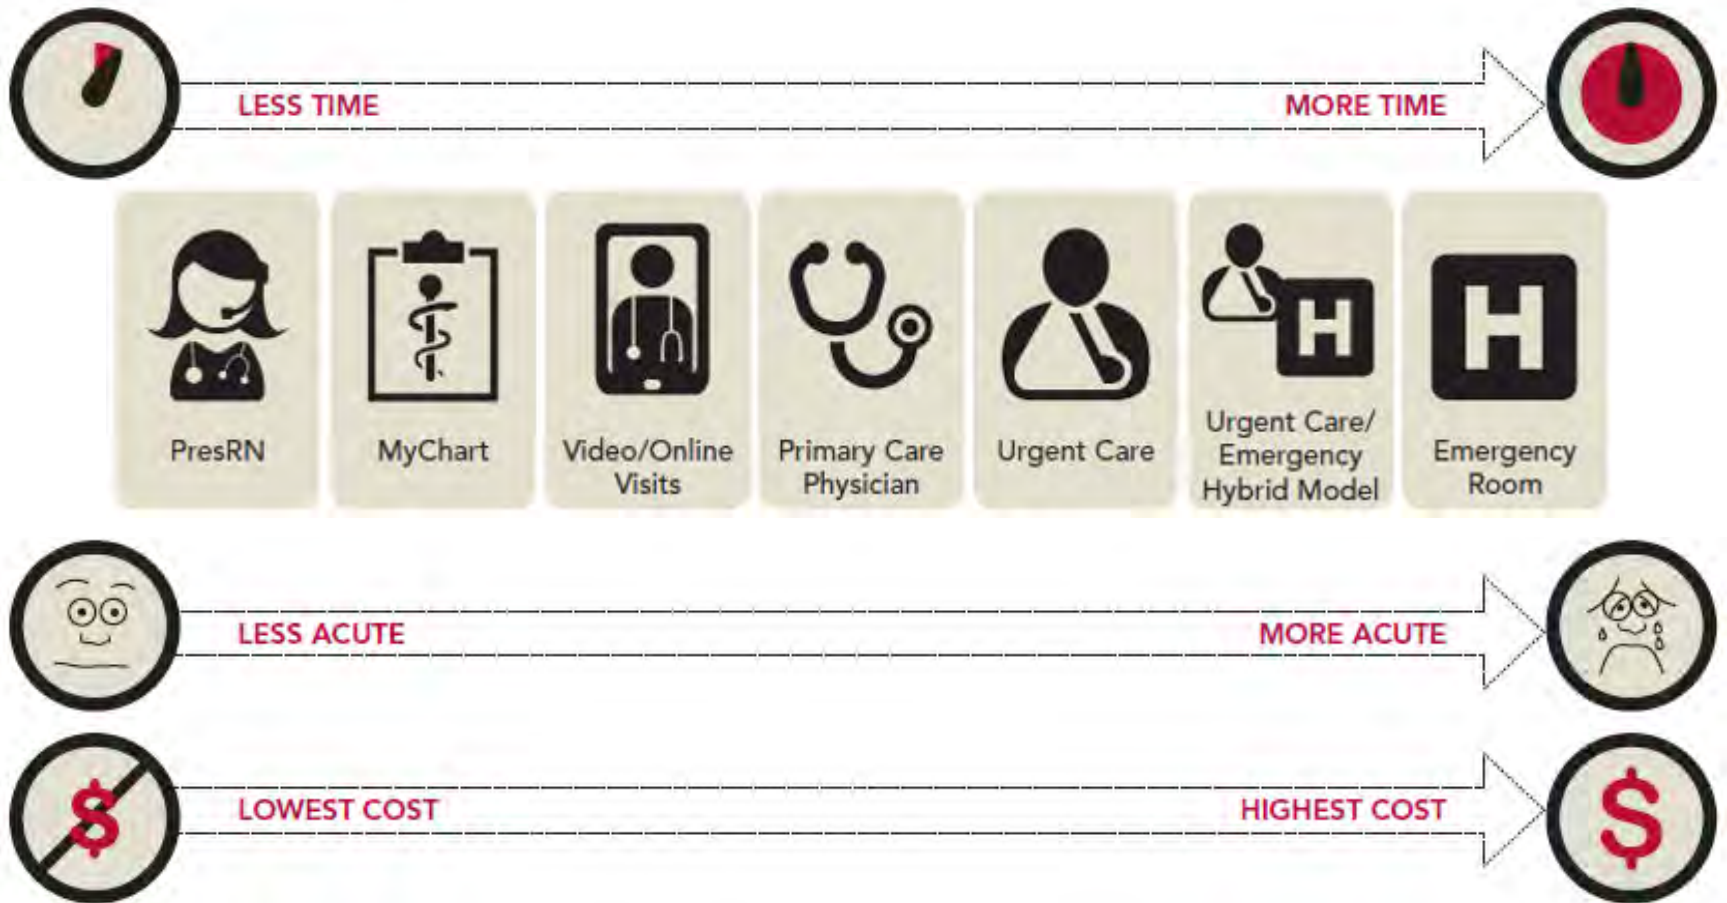 LESS TIME
MORE TIME
PresRN
MyChart
Video/Online
Visits
Primary Care
Physician
Urgent Care
Urgent Care/
Emergency
Hybrid Model
H
H
Emergency
Room
LESS ACUTE
MORE ACUTE
$
LOWEST COST
HIGHEST COST
$